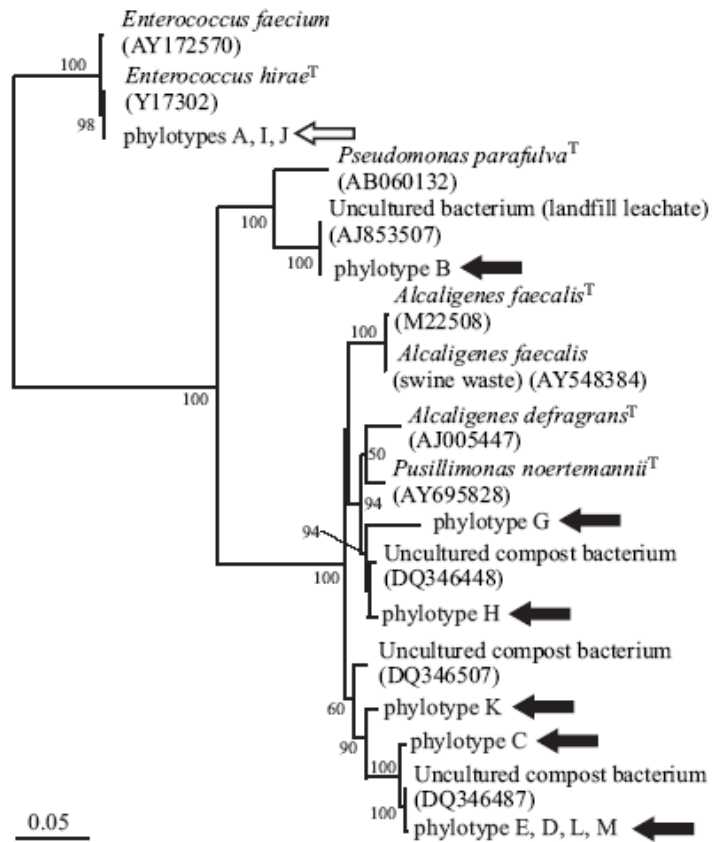 Enterococcus faecium
(AY172570)
100
Enterococcus hiraeᵀ
(Y17302)
98
phylotypes A, I, J
Pseudomonas parafulvaᵀ
(AB060132)
Uncultured bacterium (landfill leachate)
100
(AJ853507)
100
phylotype B
Alcaligenes faecalisᵀ
(M22508)
100
Alcaligenes faecalis
(swine waste) (AY548384)
100
Alcaligenes defragransᵀ
(AJ005447)
50
Pusillimonas noertemanniiᵀ
(AY695828)
94
phylotype G
94
Uncultured compost bacterium
(DQ346448)
100
phylotype H
Uncultured compost bacterium
(DQ346507)
60
phylotype K
90
phylotype C
100
Uncultured compost bacterium
(DQ346487)
100
phylotype E, D, L, M
0.05